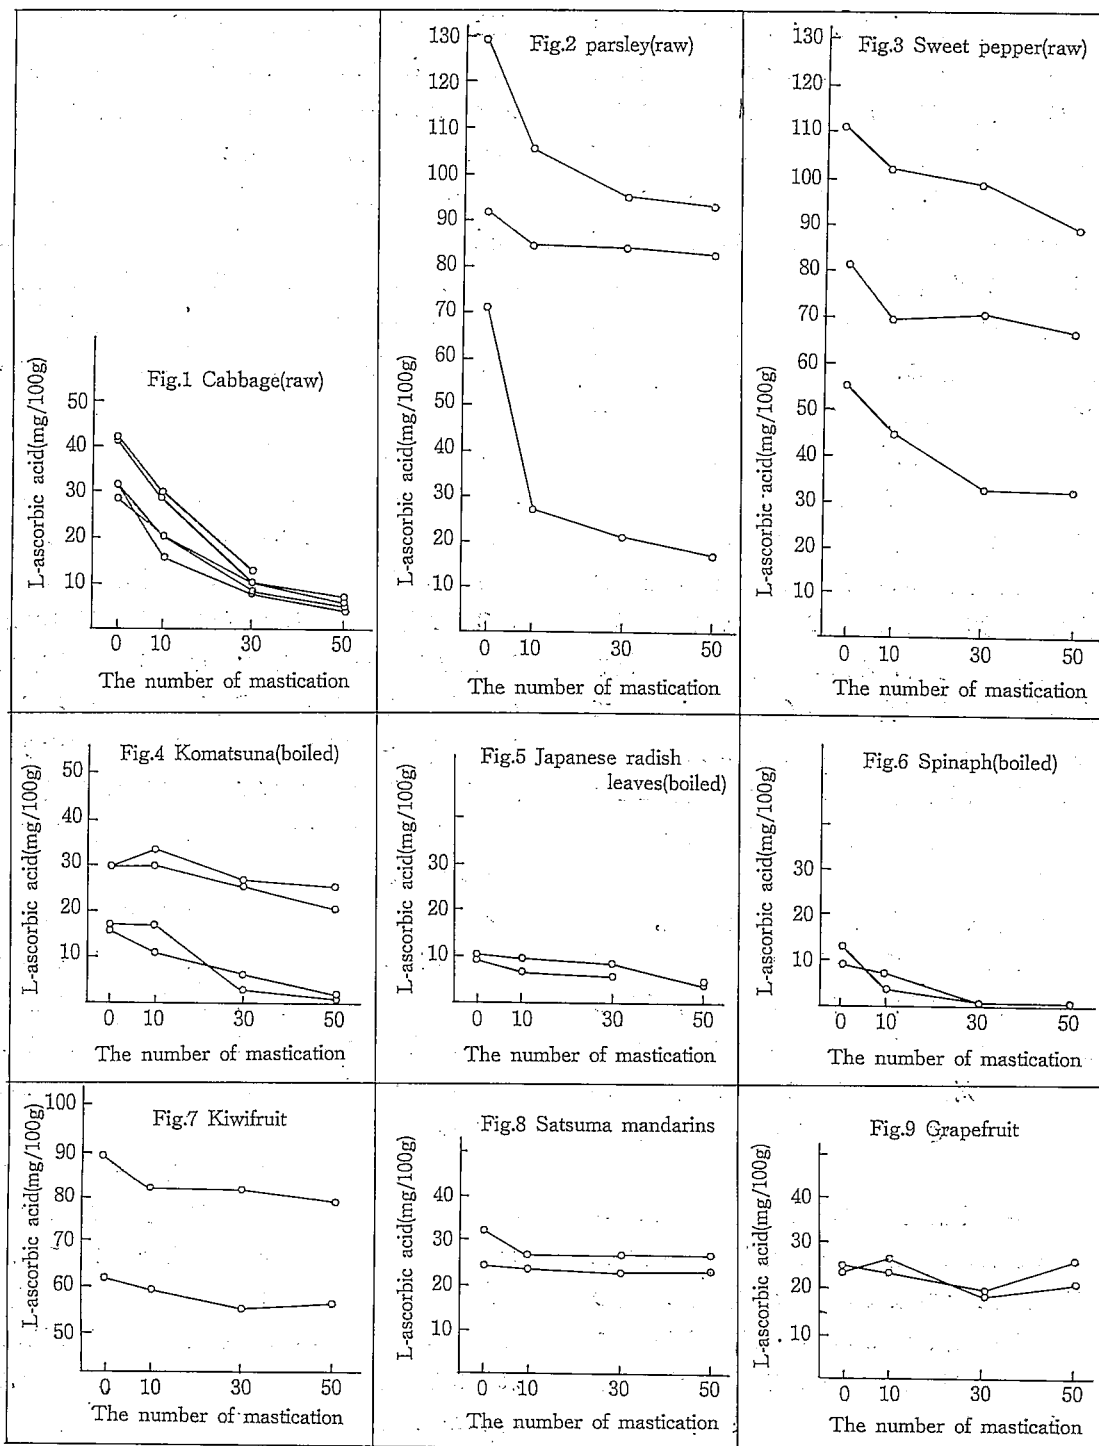 Fig.1 Cabbage(raw)
L-ascorbic acid(mg/100g)
50
40
30
20
10
0 10 30 50
The number of mastication
Fig.2 parsley(raw)
L-ascorbic acid(mg/100g)
130
120
110
100
90
80
70
60
50
40
30
20
10
0 10 30 50
The number of mastication
Fig.3 Sweet pepper(raw)
L-ascorbic acid(mg/100g)
130
120
110
100
90
80
70
60
50
40
30
20
10
0 10 30 50
The number of mastication
Fig.4 Komatsuna(boiled)
L-ascorbic acid(mg/100g)
50
40
30
20
10
0 10 30 50
The number of mastication
Fig.5 Japanese radish
leaves(boiled)
L-ascorbic acid(mg/100g)
30
20
10
0 10 30 50
The number of mastication
Fig.6 Spinaph(boiled)
L-ascorbic acid(mg/100g)
30
20
10
0 10 30 50
The number of mastication
Fig.7 Kiwifruit
L-ascorbic acid(mg/100g)
100
90
80
70
60
50
0 10 30 50
The number of mastication
Fig.8 Satsuma mandarins
L-ascorbic acid(mg/100g)
40
30
20
10
0 10 30 50
The number of mastication
Fig.9 Grapefruit
L-ascorbic acid(mg/100g)
40
30
20
10
0 10 30 50
The number of mastication